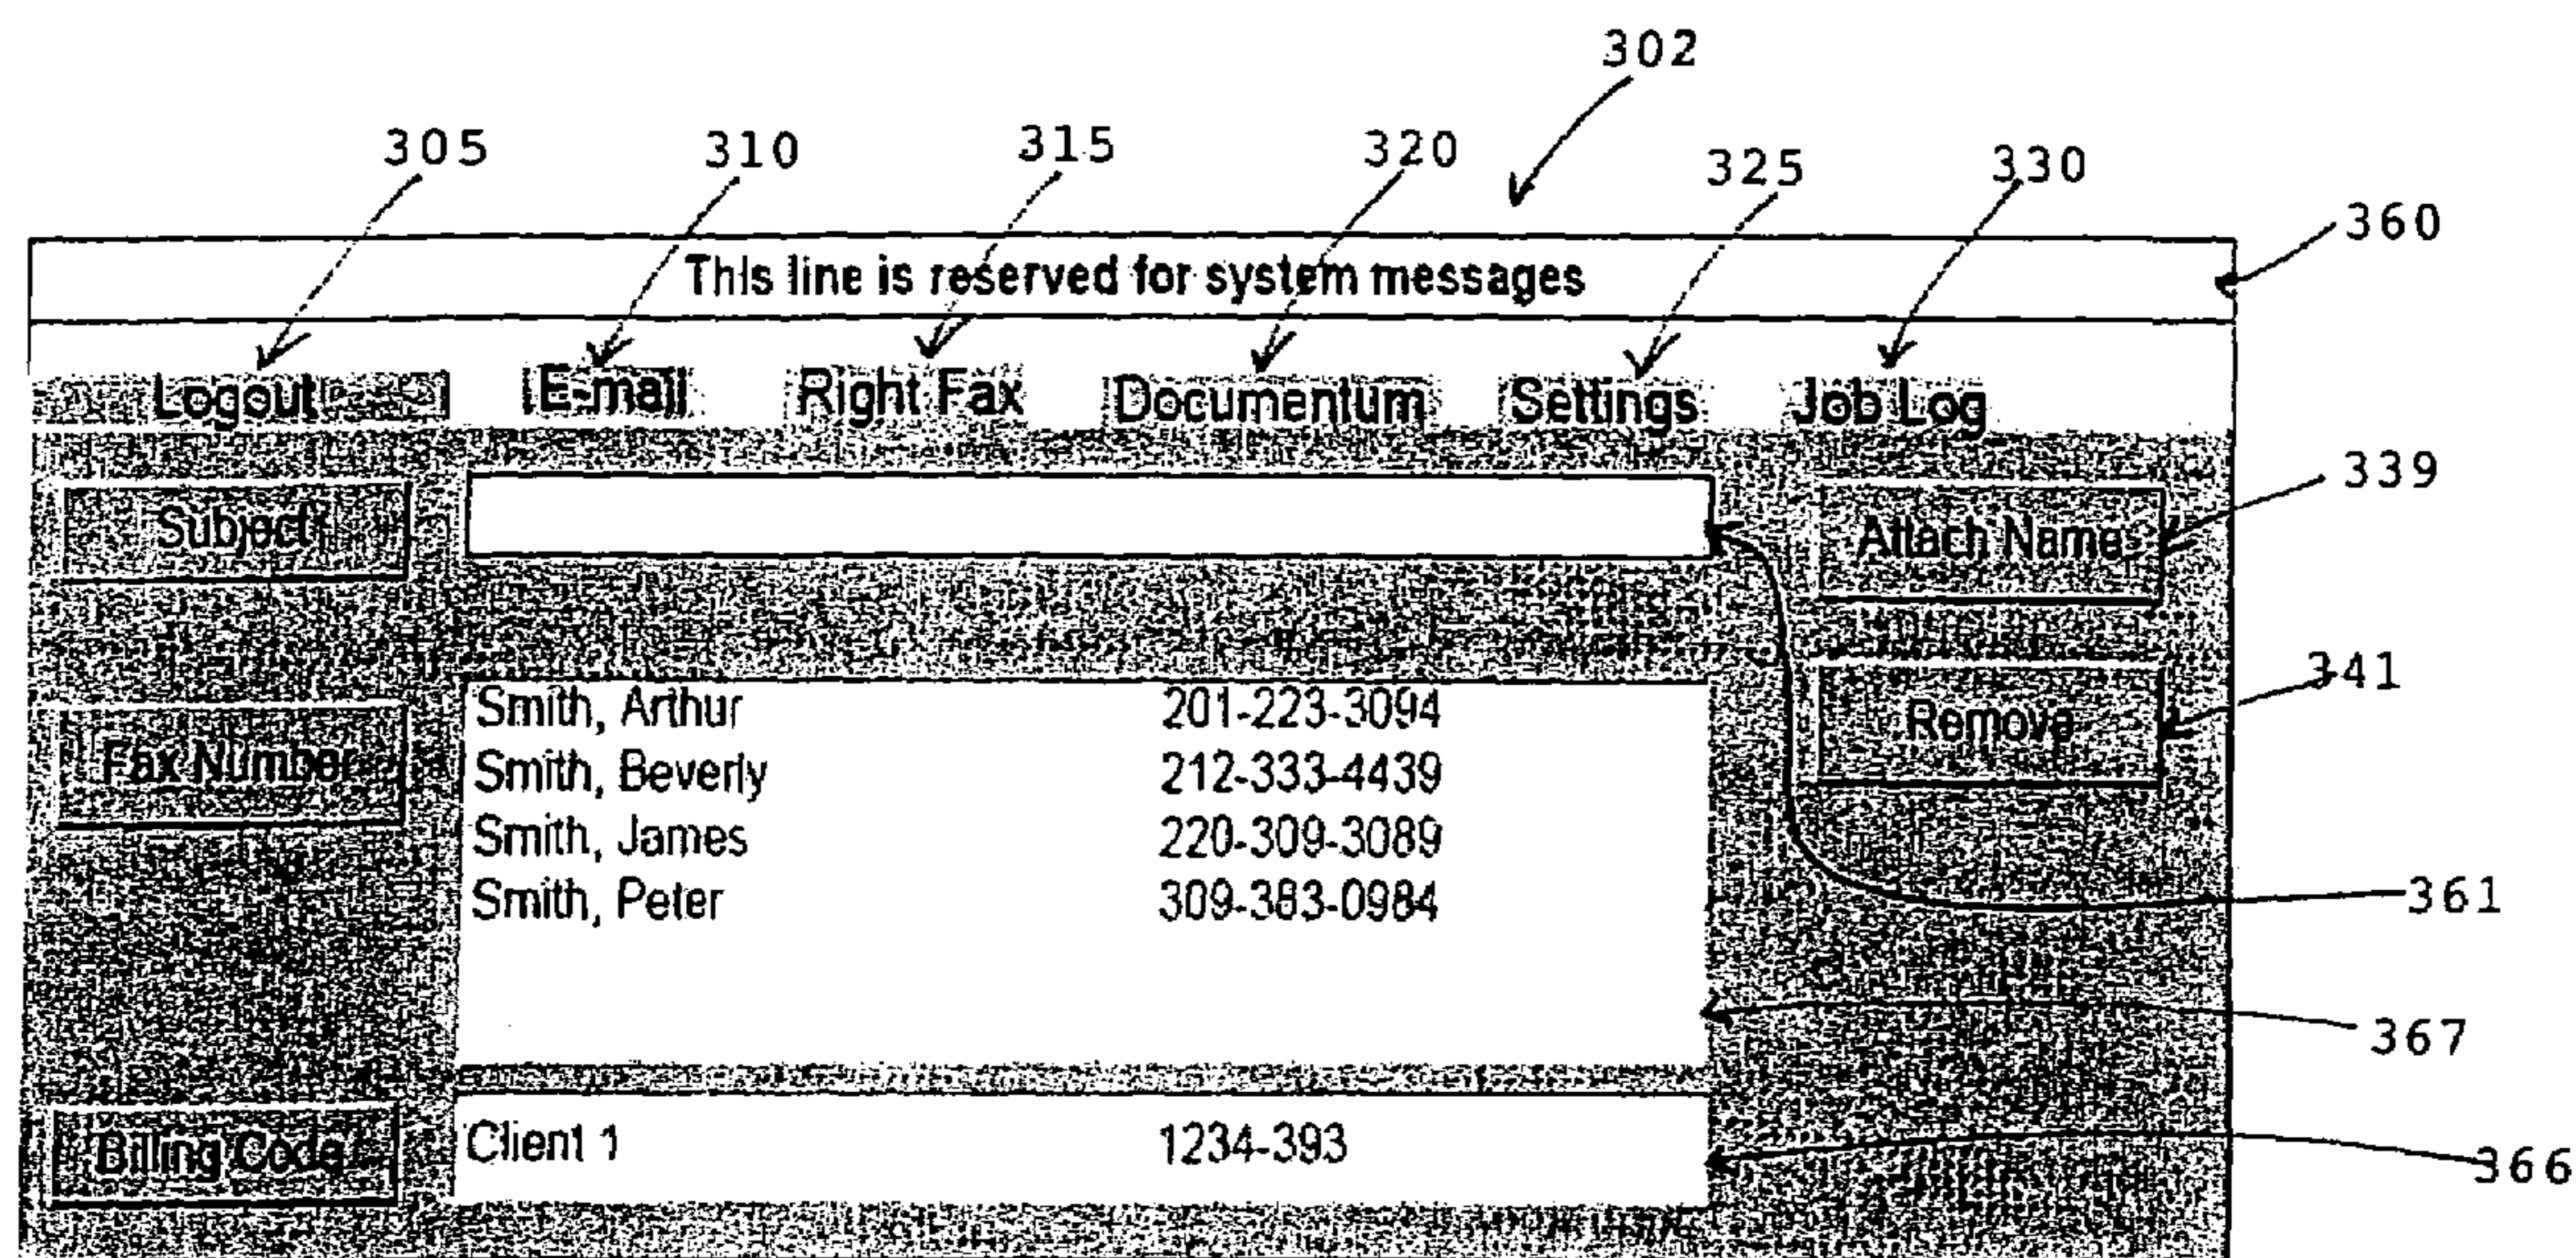 302
305 310 315 320 325 330
360
This line is reserved for system messages
Logout E-mail Right Fax Documentum Settings Job Log
339
Subject Attach Name
341
Remove
Smith, Arthur 201-223-3094
Fax Number
Smith, Beverly 212-333-4439
Smith, James 220-309-3089
Smith, Peter 309-383-0984
361
367
Billing Code Client 1 1234-393
366